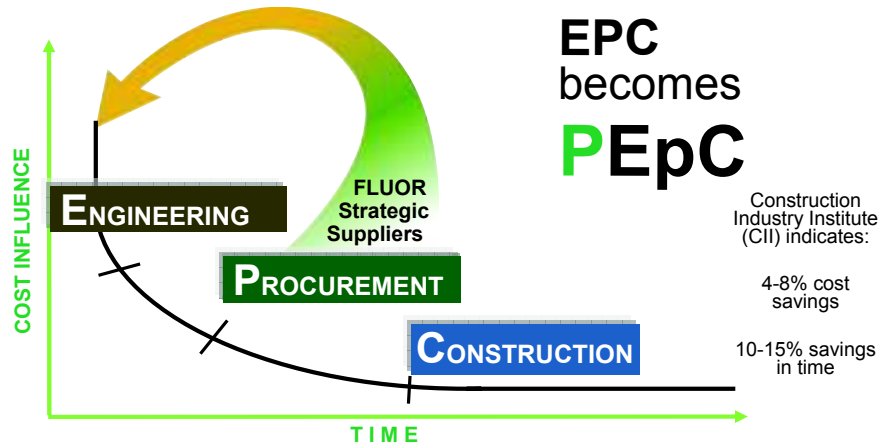 EPC
becomes
PEpC
COST INFLUENCE
ENGINEERING
FLUOR
Strategic
Suppliers
PROCUREMENT
CONSTRUCTION
Construction
Industry Institute
(CII) indicates:
4-8% cost
savings
10-15% savings
in time
TIME